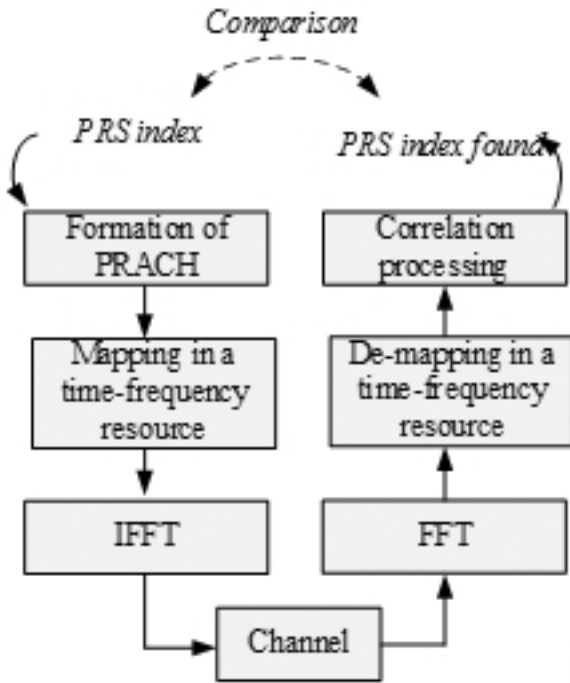 Comparison
PRS index
PRS index found
Formation of
PRACH
Correlation
processing
Mapping in a
time-frequency
resource
De-mapping in a
time-frequency
resource
IFFT
FFT
Channel